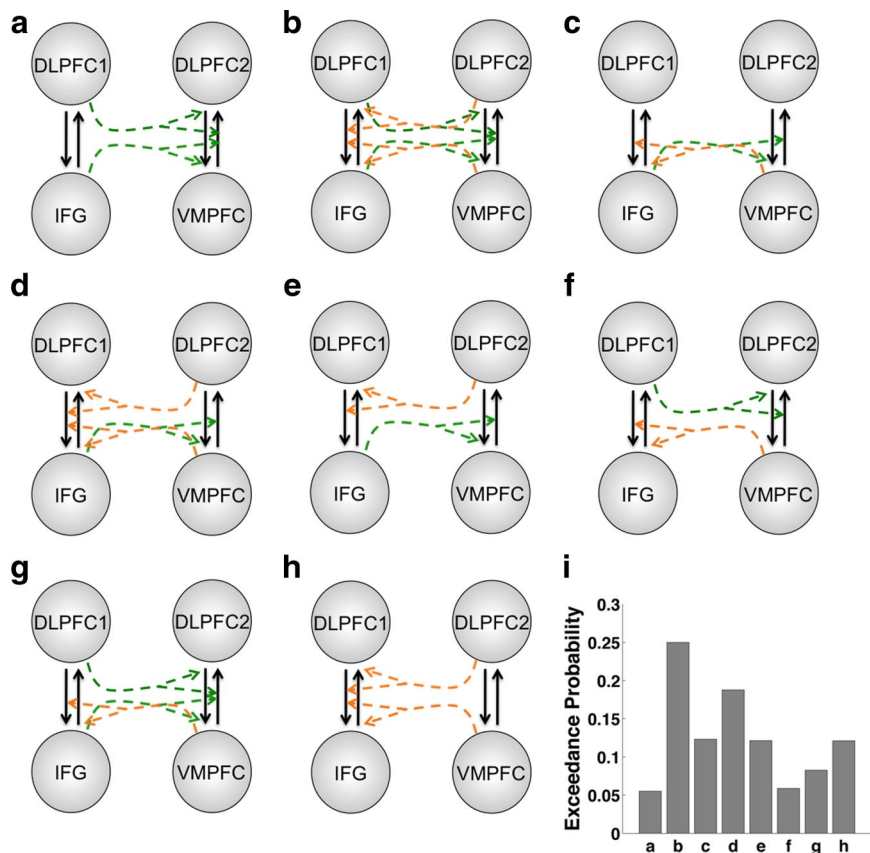 a b c
DLPFC1 DLPFC2 DLPFC1 DLPFC2 DLPFC1 DLPFC2
IFG VMPFC IFG VMPFC IFG VMPFC
d e f
DLPFC1 DLPFC2 DLPFC1 DLPFC2 DLPFC1 DLPFC2
IFG VMPFC IFG VMPFC IFG VMPFC
g h i
DLPFC1 DLPFC2 DLPFC1 DLPFC2
IFG VMPFC IFG VMPFC
Exceedance Probability
0.3
0.25
0.2
0.15
0.1
0.05
0
a b c d e f g h